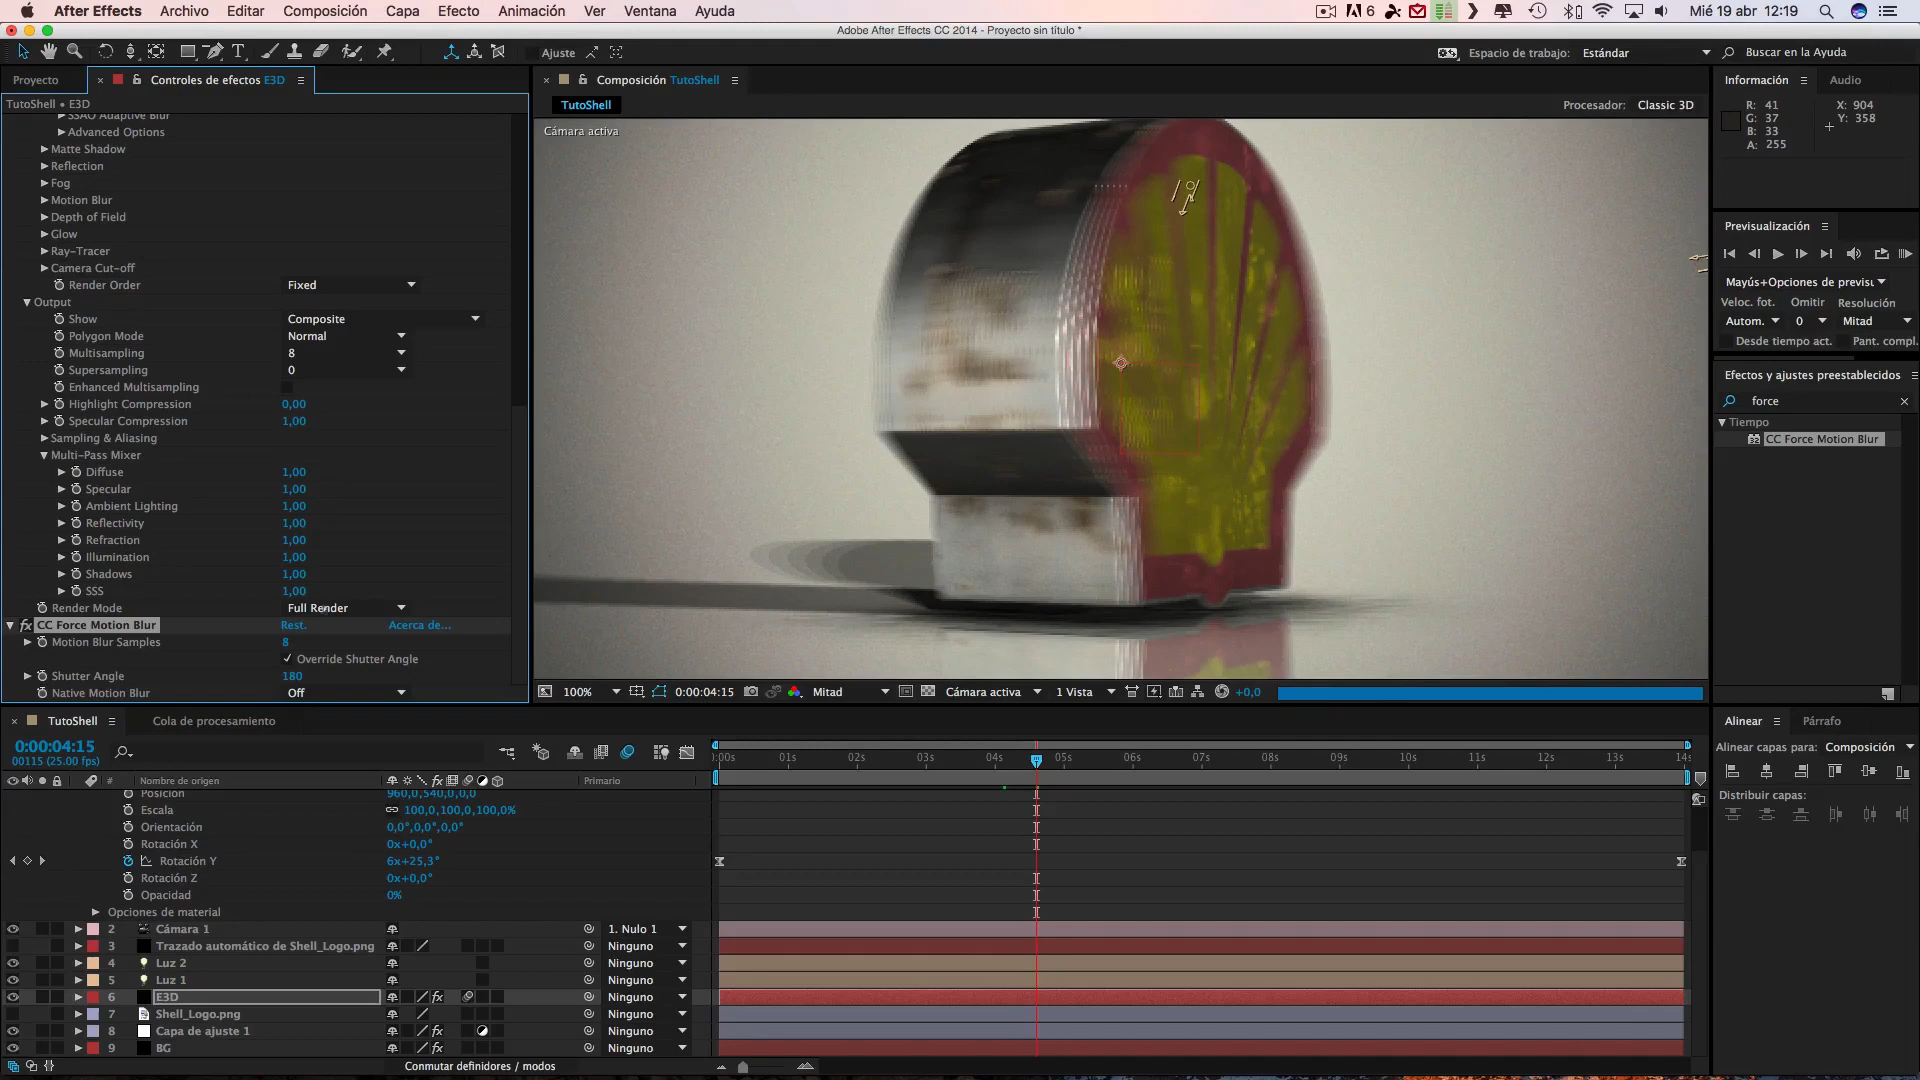 After Effects Archivo Editar Composición Capa Efecto Animación Ver Ventana Ayuda 6 Mié 19 abr 12:19
Adobe After Effects CC 2014 - Proyecto sin título *
Ajuste Espacio de trabajo: Estándar Buscar en la Ayuda
Proyecto Controles de efectos E3D Composición TutoShell Información Audio
TutoShell • E3D TutoShell Procesador: Classic 3D R: 41 X: 904
SSAO Adaptive Blur G: 37 Y: 358
Advanced Options Cámara activa B: 33
Matte Shadow A: 255
Reflection
Fog
Motion Blur
Depth of Field
Glow Previsualización
Ray-Tracer
Camera Cut-off
Render Order Fixed Mayús+Opciones de previsu
Output Veloc. fot. Omitir Resolución
Show Composite Autom. 0 Mitad
Polygon Mode Normal Desde tiempo act. Pant. compl.
Multisampling 8
Supersampling 0 Efectos y ajustes preestablecidos
Enhanced Multisampling force
Highlight Compression 0,00 Tiempo
Specular Compression 1,00 CC Force Motion Blur
Sampling & Aliasing
Multi-Pass Mixer
Diffuse 1,00
Specular 1,00
Ambient Lighting 1,00
Reflectivity 1,00
Refraction 1,00
Illumination 1,00
Shadows 1,00
SSS 1,00
Render Mode Full Render
fx CC Force Motion Blur Rest. Acerca de...
Motion Blur Samples 8
Override Shutter Angle
Shutter Angle 180
Native Motion Blur Off 100% 0:00:04:15 Mitad Cámara activa 1 Vista +0,0
TutoShell Cola de procesamiento Alinear Párrafo
0:00:04:15 Alinear capas para: Composición
00115 (25.00 fps) :00s 01s 02s 03s 04s 05s 06s 07s 08s 09s 10s 11s 12s 13s 14s
# Nombre de origen fx Primario
Posición 960,0,540,0,0,0 Distribuir capas:
Escala 100,0,100,0,100,0%
Orientación 0,0°,0,0°,0,0°
Rotación X 0x+0,0°
Rotación Y 6x+25,3°
Rotación Z 0x+0,0°
Opacidad 0%
Opciones de material
2 Cámara 1 1. Nulo 1
3 Trazado automático de Shell_Logo.png Ninguno
4 Luz 2 Ninguno
5 Luz 1 Ninguno
6 E3D fx Ninguno
7 Shell_Logo.png Ninguno
8 Capa de ajuste 1 fx Ninguno
9 BG fx Ninguno
Conmutar definidores / modos